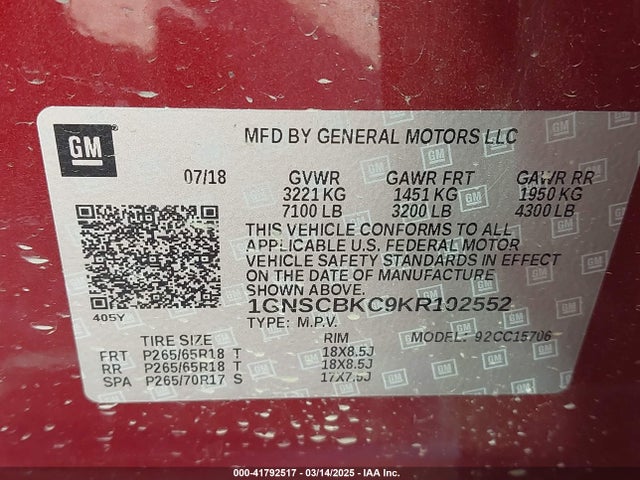 GM
MFD BY GENERAL MOTORS LLC
07/18 GVWR GAWR FRT GAWR RR
3221 KG 1451 KG 1950 KG
7100 LB 3200 LB 4300 LB
THIS VEHICLE CONFORMS TO ALL
APPLICABLE U.S. FEDERAL MOTOR
VEHICLE SAFETY STANDARDS IN EFFECT
ON THE DATE OF MANUFACTURE
SHOWN ABOVE.
1GNSCBKC9KR102552
405Y
TYPE: M.P.V. MODEL: 92CC15706
TIRE SIZE RIM
FRT P265/65R18 T 18X8.5J
RR P265/65R18 T 18X8.5J
SPA P265/70R17 S 17X7.5J
000-41792517 - 03/14/2025 - IAA Inc.